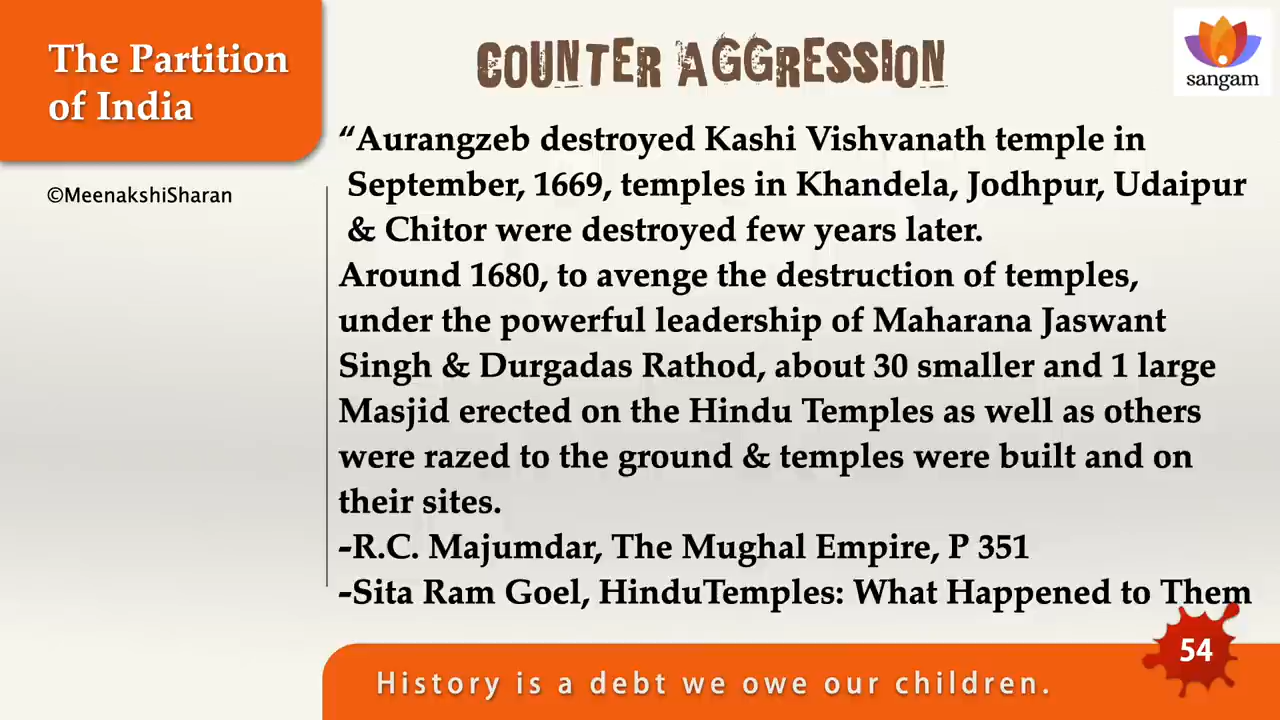 The Partition
of India
©MeenakshiSharan
COUNTER AGGRESSION
sangam
“Aurangzeb destroyed Kashi Vishvanath temple in
September, 1669, temples in Khandela, Jodhpur, Udaipur
& Chitor were destroyed few years later.
Around 1680, to avenge the destruction of temples,
under the powerful leadership of Maharana Jaswant
Singh & Durgadas Rathod, about 30 smaller and 1 large
Masjid erected on the Hindu Temples as well as others
were razed to the ground & temples were built and on
their sites.
-R.C. Majumdar, The Mughal Empire, P 351
-Sita Ram Goel, HinduTemples: What Happened to Them
54
History is a debt we owe our children.